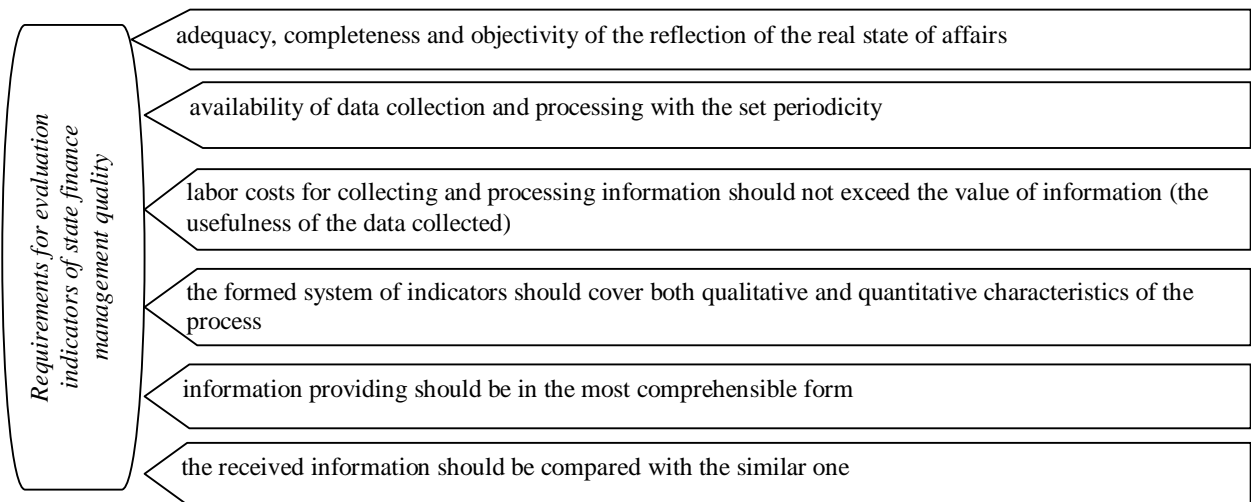 Requirements for evaluation
indicators of state finance
management quality
adequacy, completeness and objectivity of the reflection of the real state of affairs
availability of data collection and processing with the set periodicity
labor costs for collecting and processing information should not exceed the value of information (the
usefulness of the data collected)
the formed system of indicators should cover both qualitative and quantitative characteristics of the
process
information providing should be in the most comprehensible form
the received information should be compared with the similar one